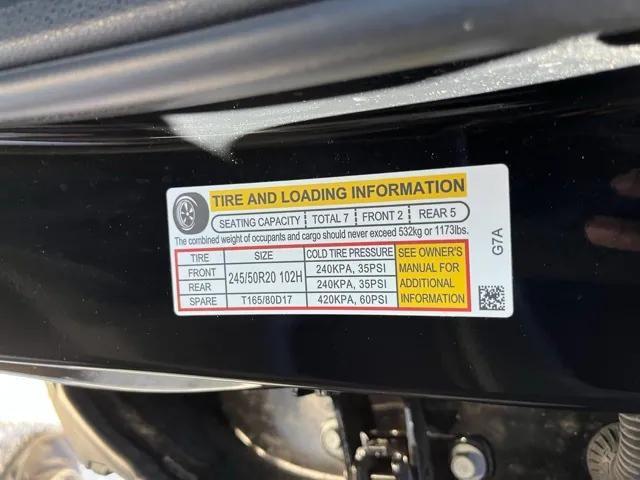 TIRE AND LOADING INFORMATION
SEATING CAPACITY TOTAL 7 FRONT 2 REAR 5
The combined weight of occupants and cargo should never exceed 532kg or 1173lbs.
TIRE SIZE COLD TIRE PRESSURE SEE OWNER'S
FRONT 245/50R20 102H 240KPA, 35PSI MANUAL FOR
REAR 240KPA, 35PSI ADDITIONAL
SPARE T165/80D17 420KPA, 60PSI INFORMATION
G7A